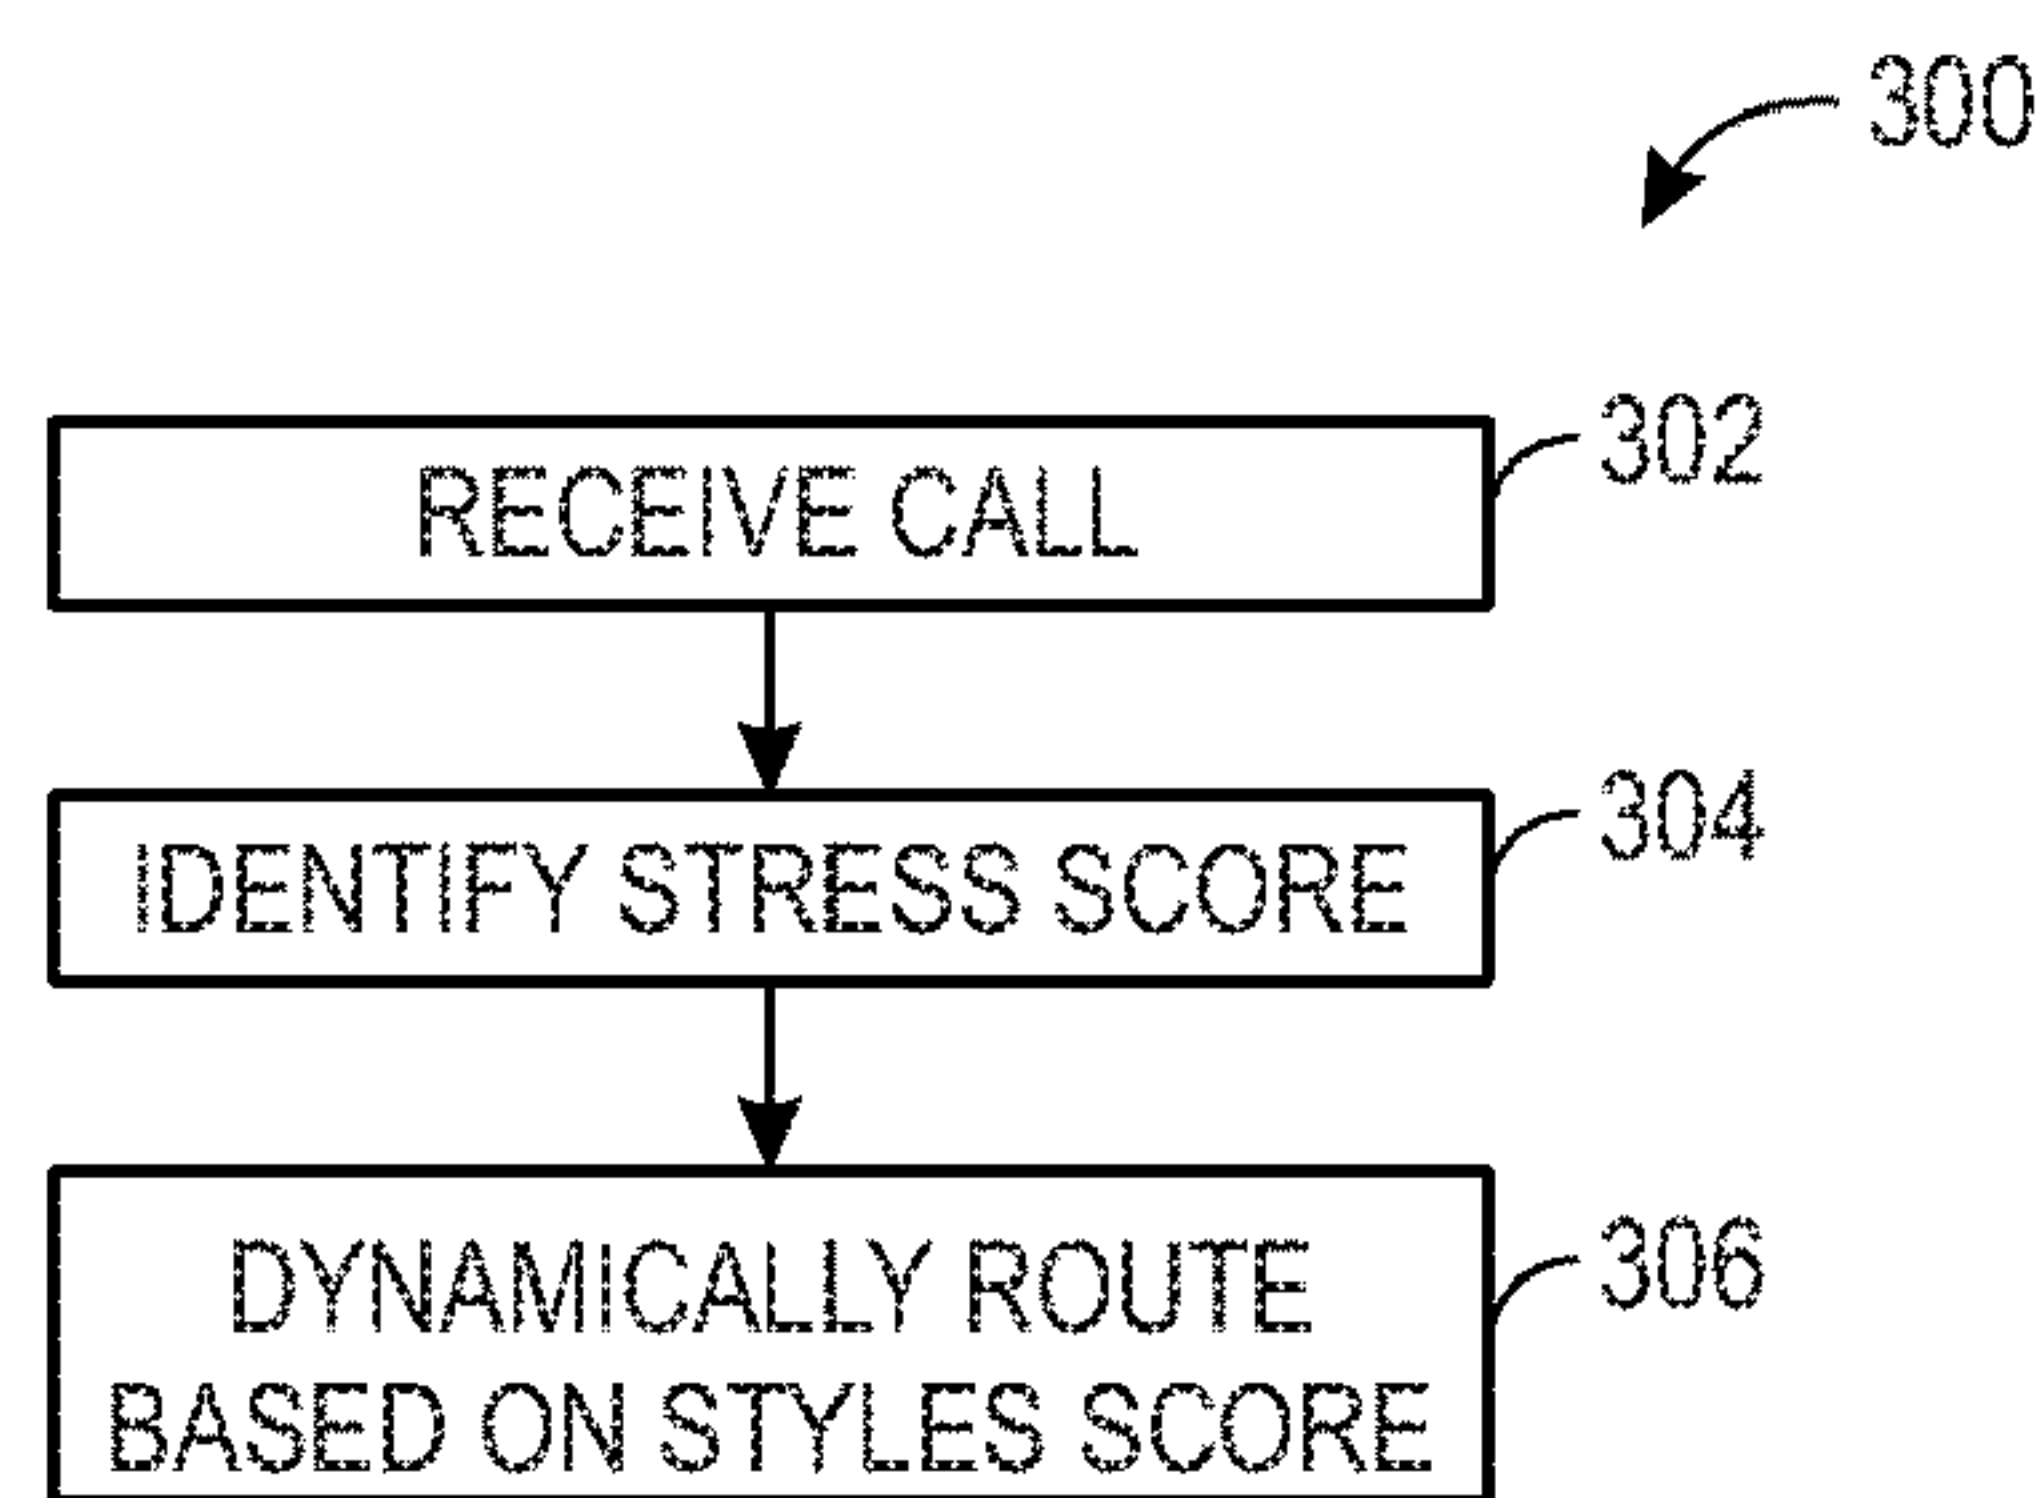 300
RECEIVE CALL
302
IDENTIFY STRESS SCORE
304
DYNAMICALLY ROUTE
BASED ON STYLES SCORE
306